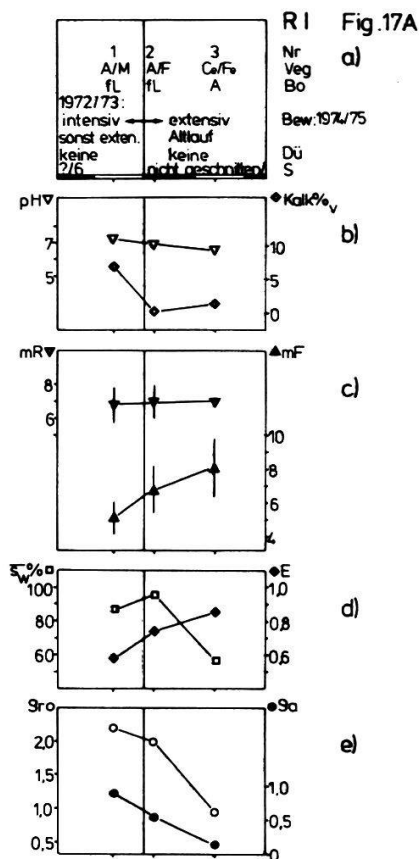 R I Fig.17A
1 2 3 Nr a)
A/M A/F Ce/Fe Veg
fL fL A Bo
1972/73:
intensiv ↔ extensiv Bew:1974/75
sonst exten. Altlauf
keine keine Dü
2/6 nicht geschnitten/ S
pH▽ ◆Kalk%v
7 10 b)
5 5
0
mR▼ ▲mF
8 c)
6
10
8
6
4
s̄w%□ ◆E
100 1,0
80 0,8 d)
60 0,6
Gr○ ●Ga
2,0 e)
1,5
1,0 1,0
0,5 0,5
0